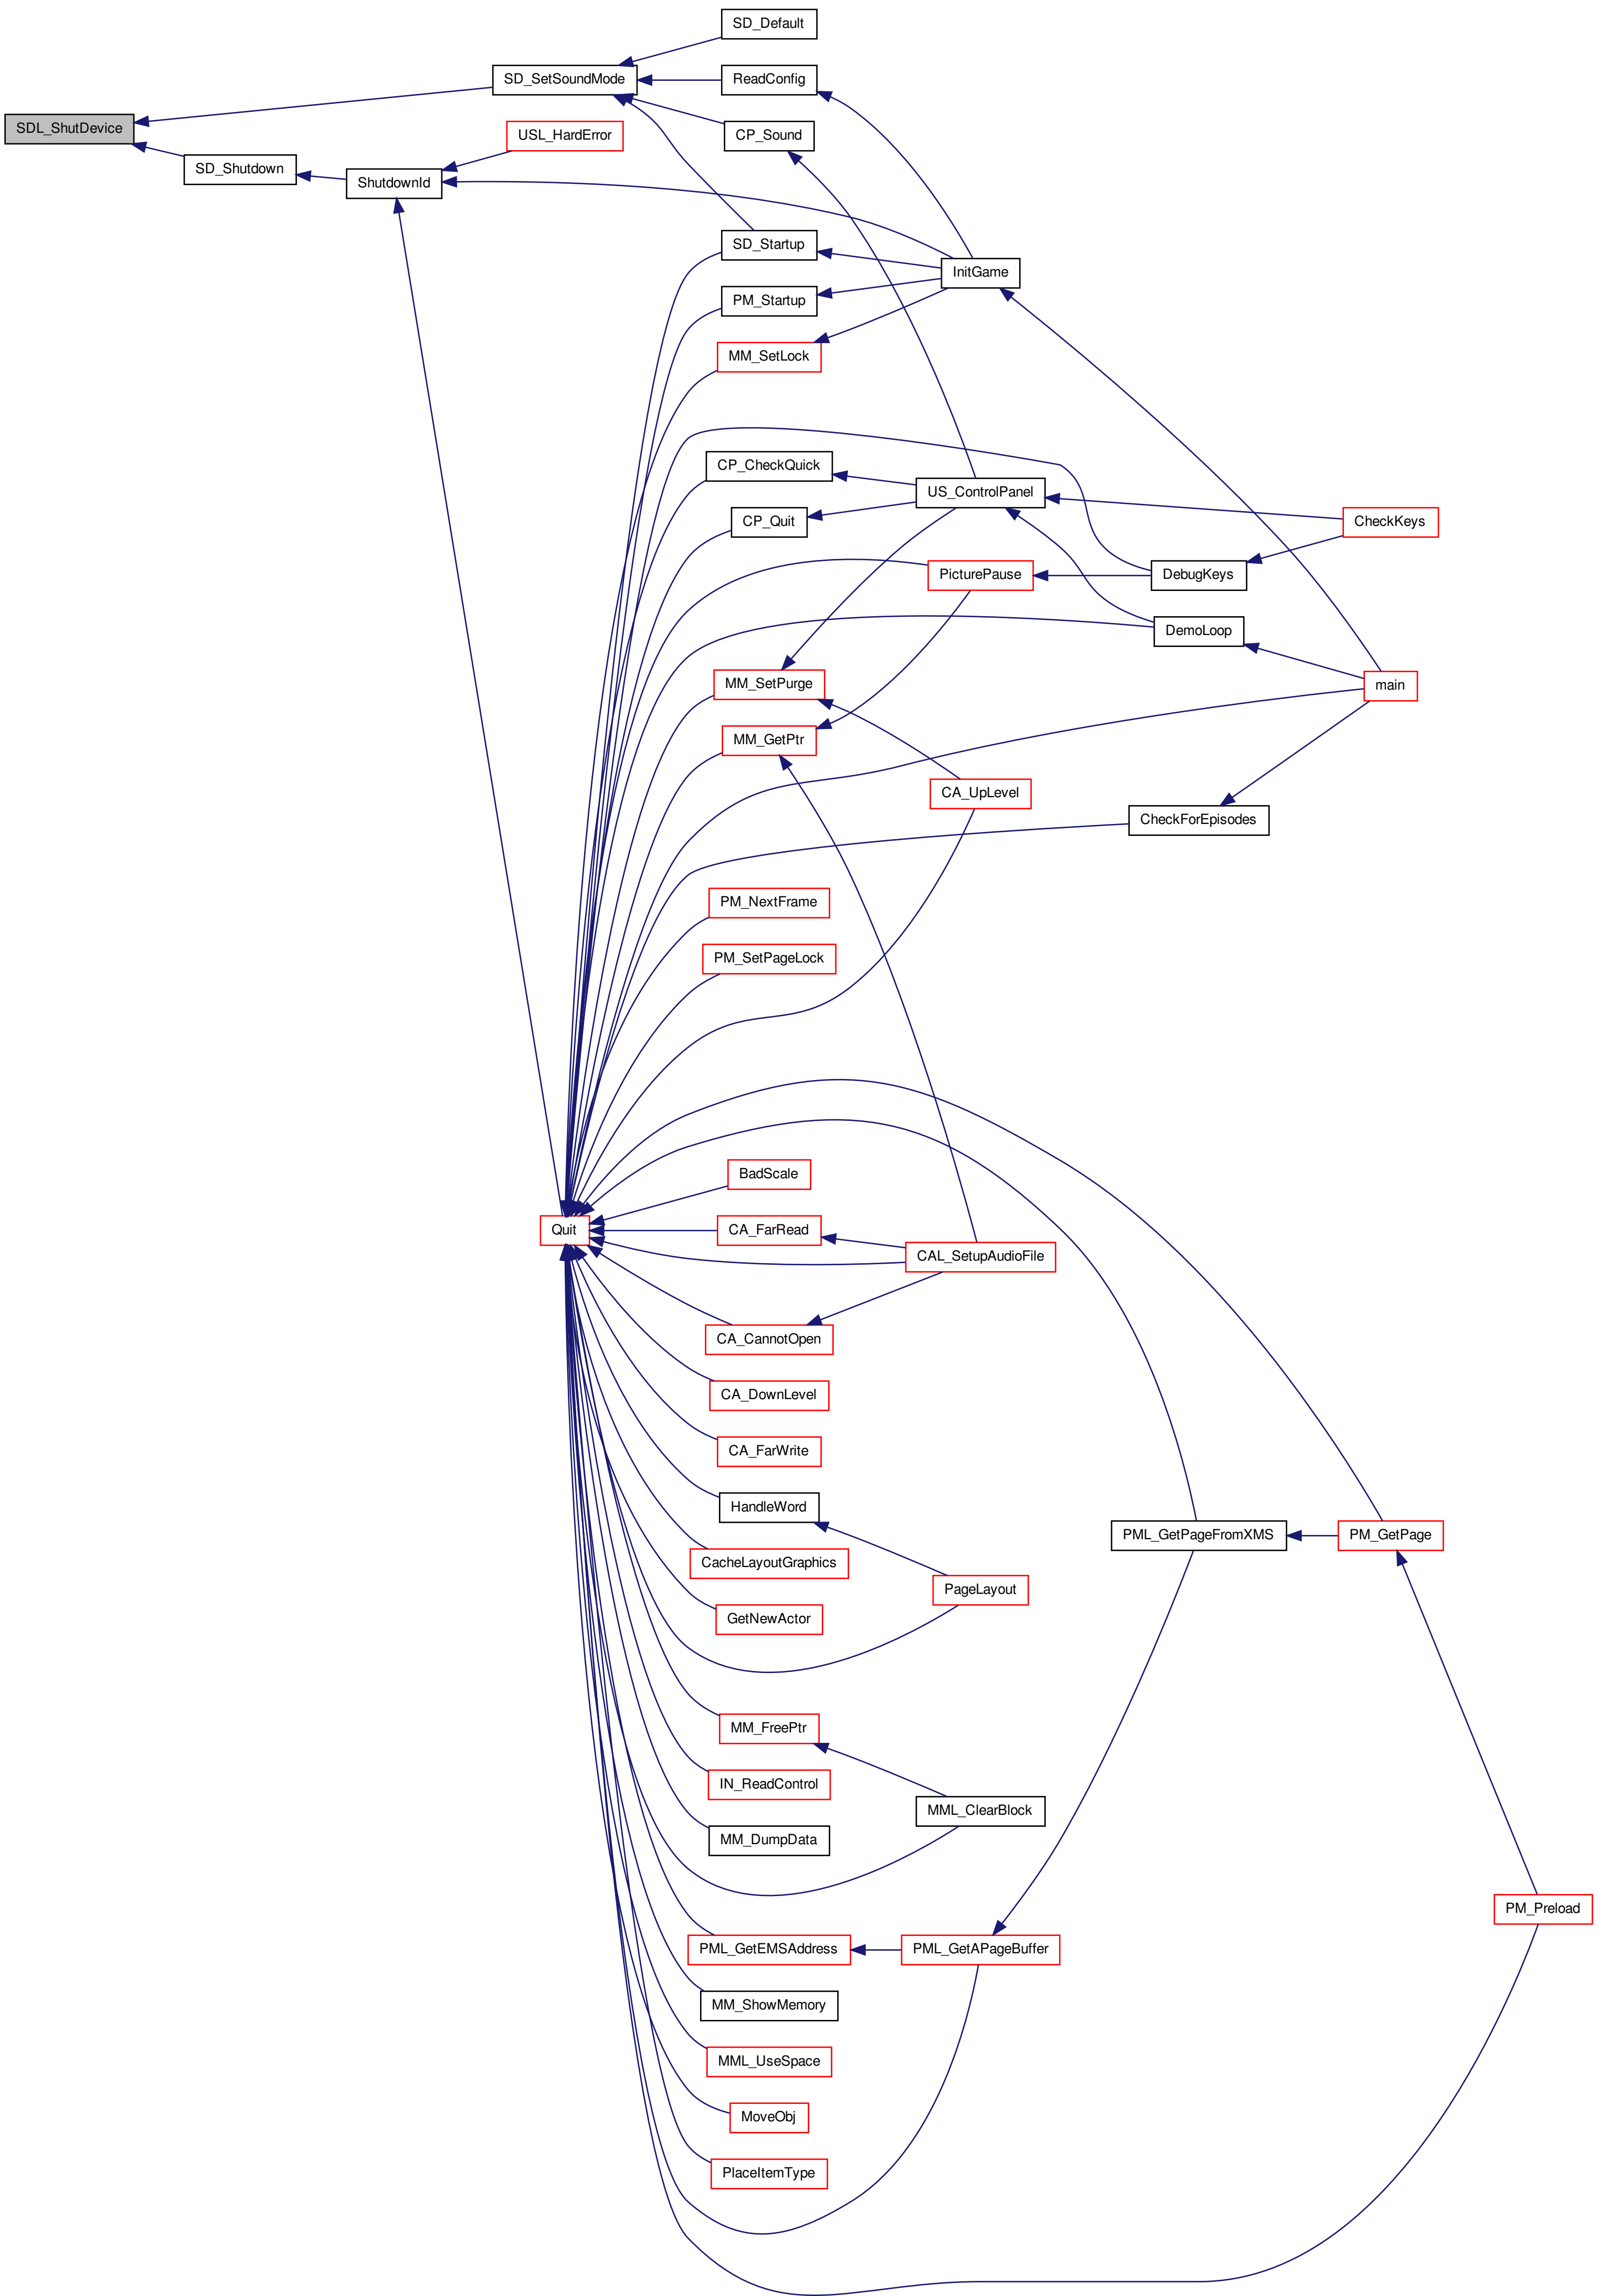 SD_Default
SD_SetSoundMode
ReadConfig
SDL_ShutDevice
USL_HardError
CP_Sound
SD_Shutdown
ShutdownId
SD_Startup
InitGame
PM_Startup
MM_SetLock
CP_CheckQuick
US_ControlPanel
CP_Quit
CheckKeys
PicturePause
DebugKeys
DemoLoop
MM_SetPurge
main
MM_GetPtr
CA_UpLevel
CheckForEpisodes
PM_NextFrame
PM_SetPageLock
BadScale
Quit
CA_FarRead
CAL_SetupAudioFile
CA_CannotOpen
CA_DownLevel
CA_FarWrite
HandleWord
PML_GetPageFromXMS
PM_GetPage
CacheLayoutGraphics
PageLayout
GetNewActor
MM_FreePtr
IN_ReadControl
MML_ClearBlock
MM_DumpData
PM_Preload
PML_GetEMSAddress
PML_GetAPageBuffer
MM_ShowMemory
MML_UseSpace
MoveObj
PlaceItemType